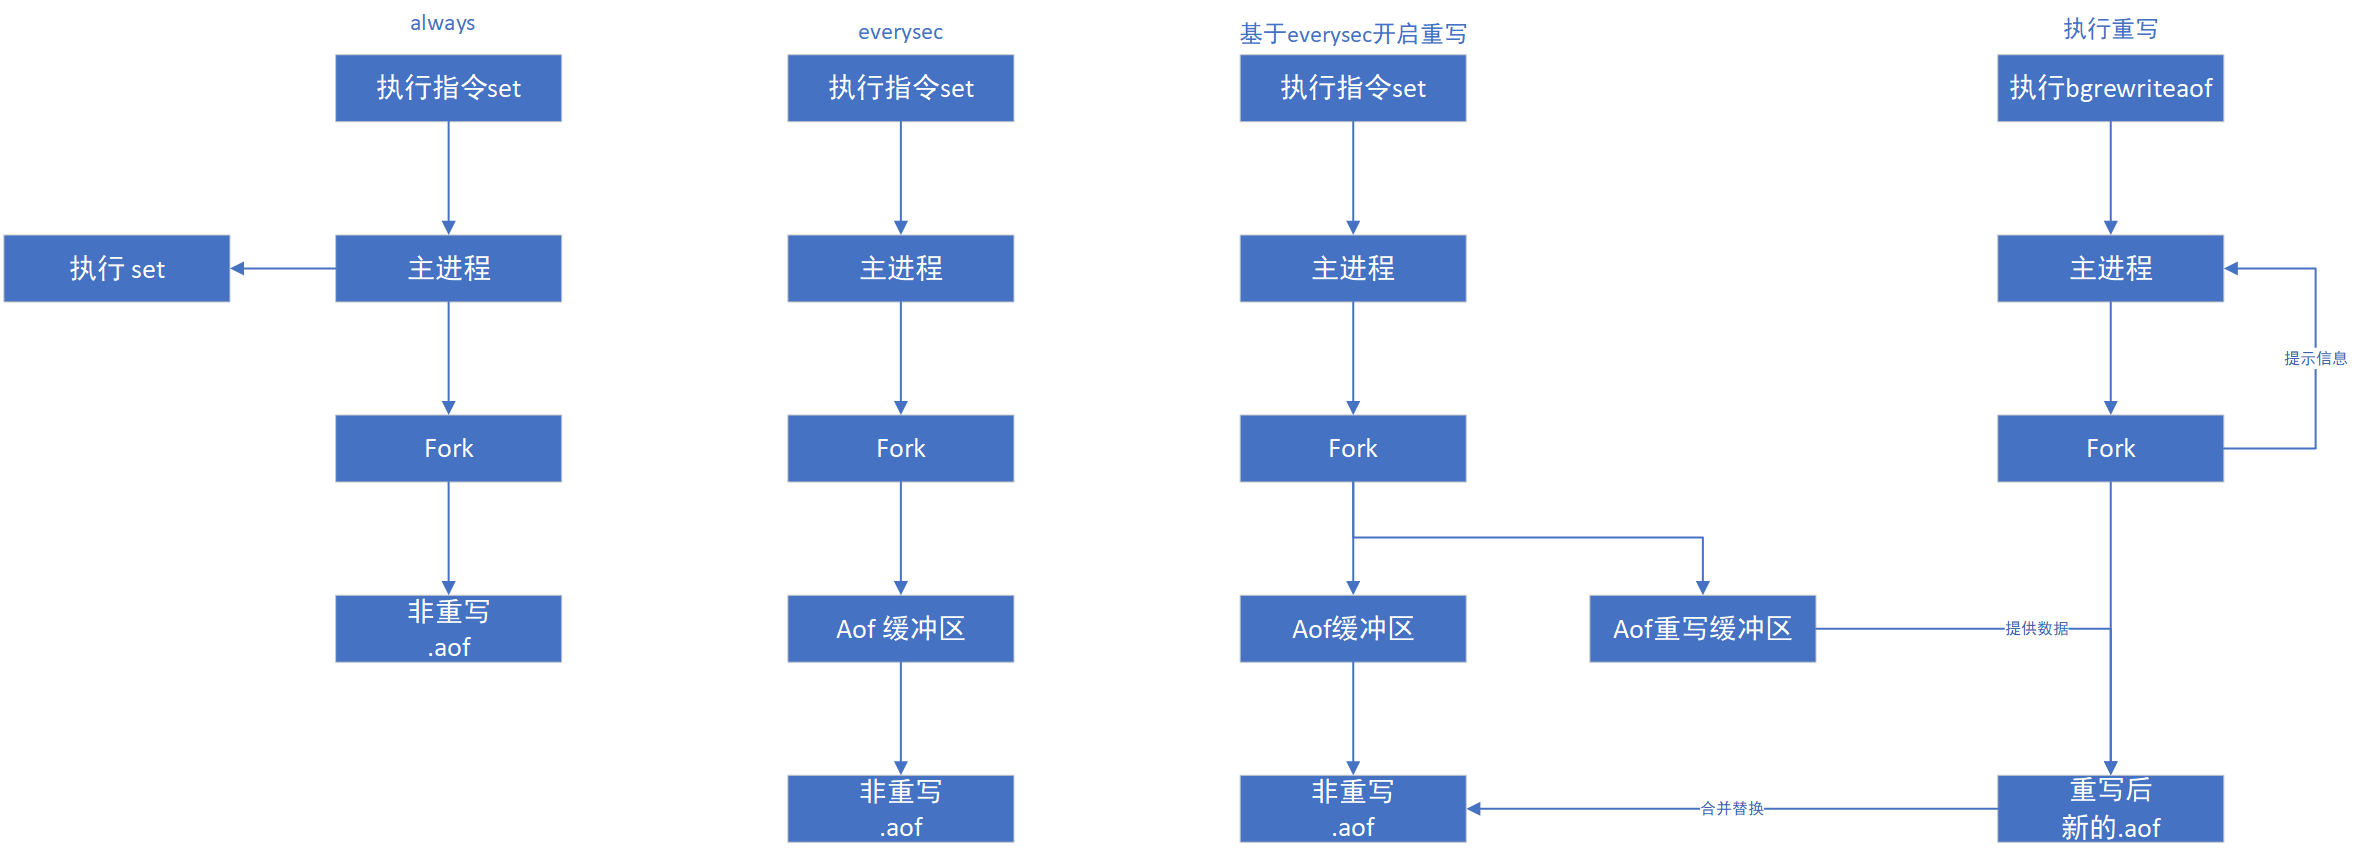 always
everysec
基于everysec开启重写
执行重写
执行指令set
执行指令set
执行指令set
执行bgrewriteaof
执行 set
主进程
主进程
主进程
主进程
提示信息
Fork
Fork
Fork
Fork
非重写
.aof
Aof 缓冲区
Aof缓冲区
Aof重写缓冲区
提供数据
非重写
.aof
非重写
.aof
合并替换
重写后
新的.aof